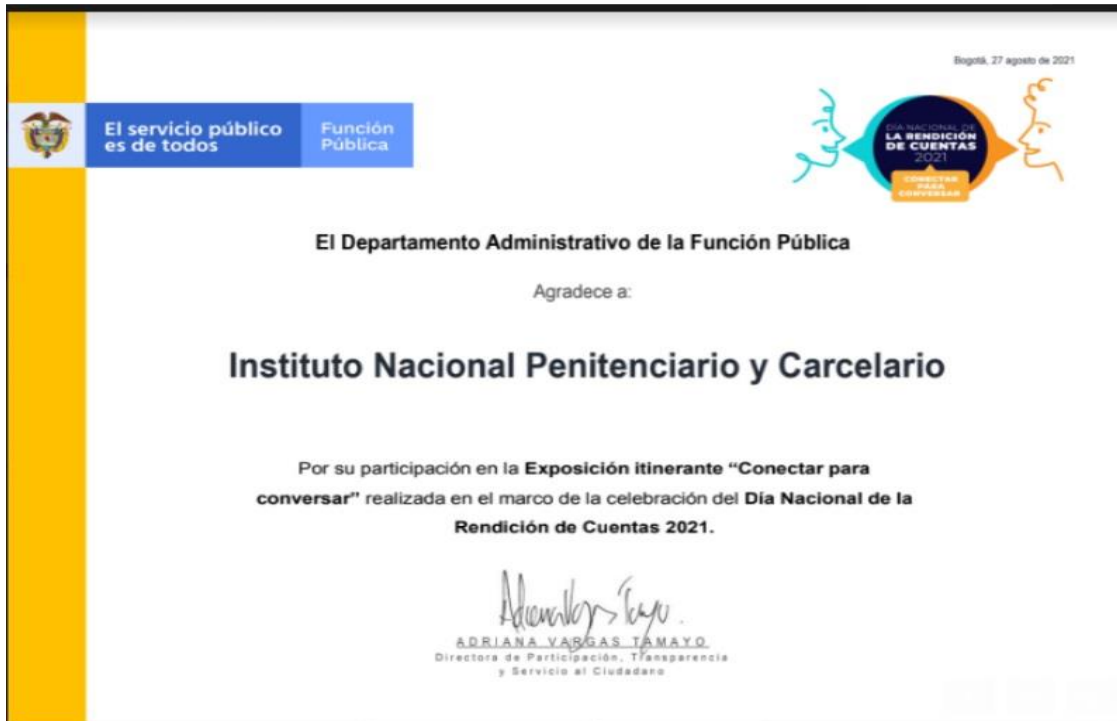 Bogotá, 27 agosto de 2021
El servicio público
es de todos
Función
Pública
DÍA NACIONAL DE
LA RENDICIÓN
DE CUENTAS
2021
CONECTAR
PARA
CONVERSAR
El Departamento Administrativo de la Función Pública
Agradece a:
Instituto Nacional Penitenciario y Carcelario
Por su participación en la Exposición itinerante “Conectar para
conversar” realizada en el marco de la celebración del Día Nacional de la
Rendición de Cuentas 2021.
ADRIANA VARGAS TAMAYO
Directora de Participación, Transparencia
y Servicio al Ciudadano